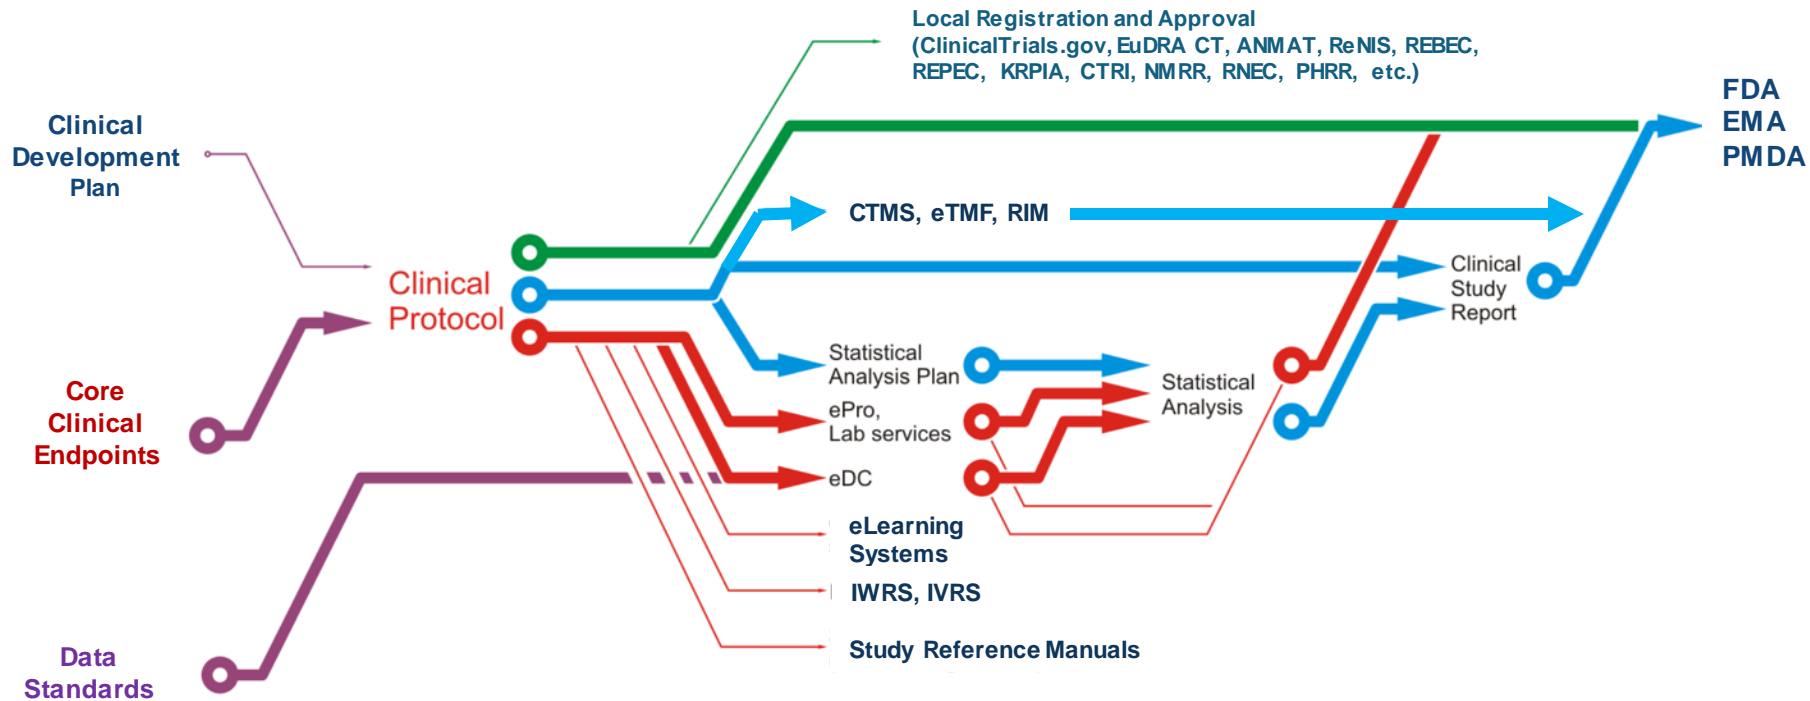 Local Registration and Approval
(ClinicalTrials.gov, EuDRA CT, ANMAT, ReNIS, REBEC,
REPEC, KRPIA, CTRI, NMRR, RNEC, PHRR, etc.)
FDA
EMA
PMDA
Clinical
Development
Plan
CTMS, eTMF, RIM
Clinical
Protocol
Clinical
Study
Report
Core
Clinical
Endpoints
Statistical
Analysis Plan
ePro,
Lab services
eDC
Statistical
Analysis
eLearning
Systems
IWRS, IVRS
Study Reference Manuals
Data
Standards